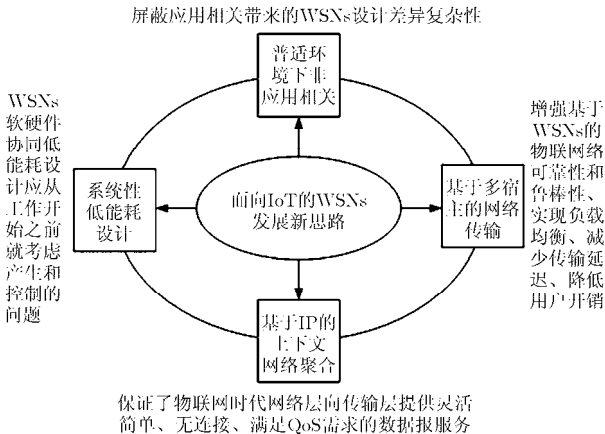 屏蔽应用相关带来的WSNs设计差异复杂性
普适环
境下非
应用相关
WSNs
软硬件
协同低
能耗设
计应从
工作开
始之前
就考虑
产生和
控制的
问题
系统性
低能耗
设计
面向IoT的WSNs
发展新思路
基于多宿
主的网络
传输
增强基于
WSNs的
物联网络
可靠性和
鲁棒性、
实现负载
均衡、减
少传输延
迟、降低
用户开销
基于IP的
上下文
网络聚合
保证了物联网时代网络层向传输层提供灵活
简单、无连接、满足QoS需求的数据报服务